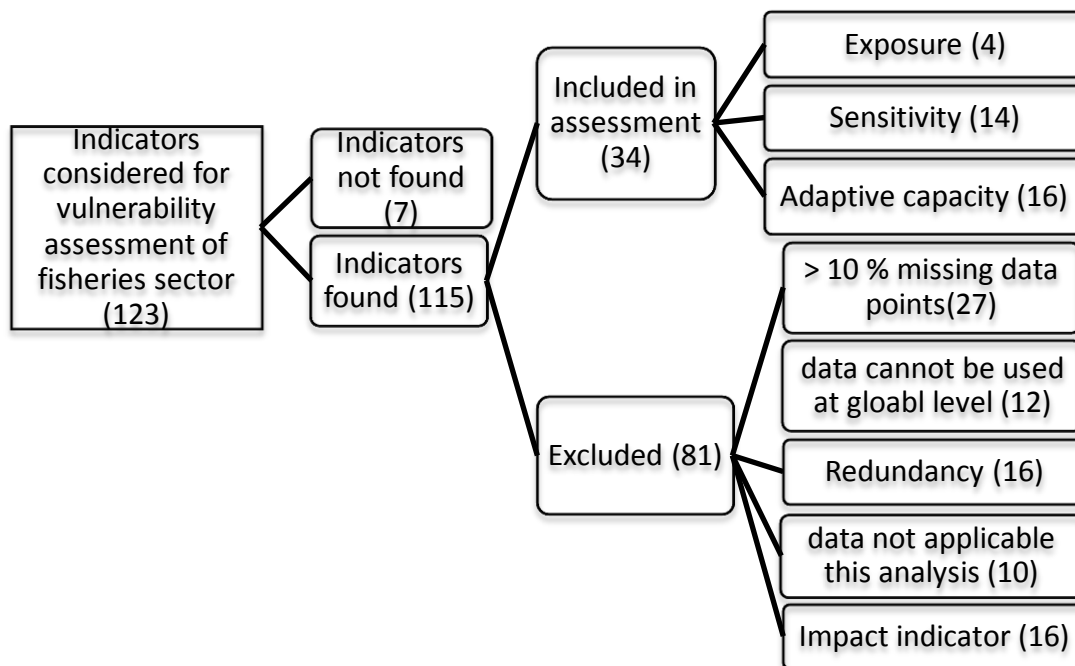 Indicators
considered for
vulnerability
assessment of
fisheries sector
(123)
Indicators
not found
(7)
Indicators
found (115)
Included in
assessment
(34)
Excluded (81)
Exposure (4)
Sensitivity (14)
Adaptive capacity (16)
> 10 % missing data
points(27)
data cannot be used
at gloabl level (12)
Redundancy (16)
data not applicable
this analysis (10)
Impact indicator (16)